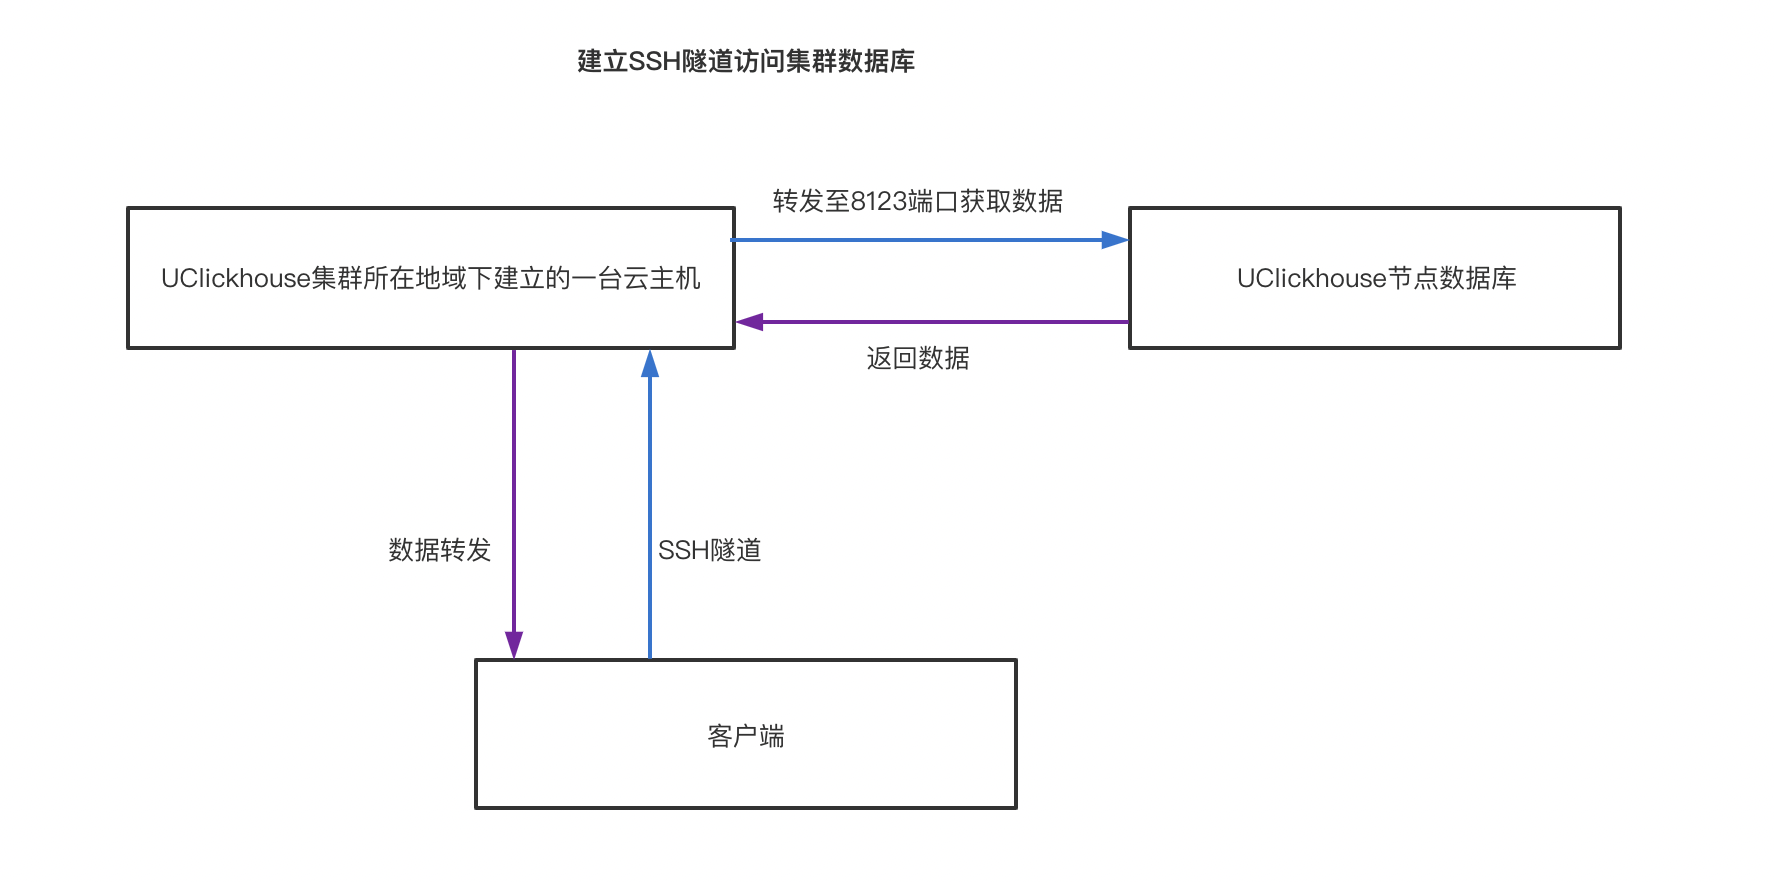 建立SSH隧道访问集群数据库
转发至8123端口获取数据
UClickhouse集群所在地域下建立的一台云主机
UClickhouse节点数据库
返回数据
数据转发
SSH隧道
客户端